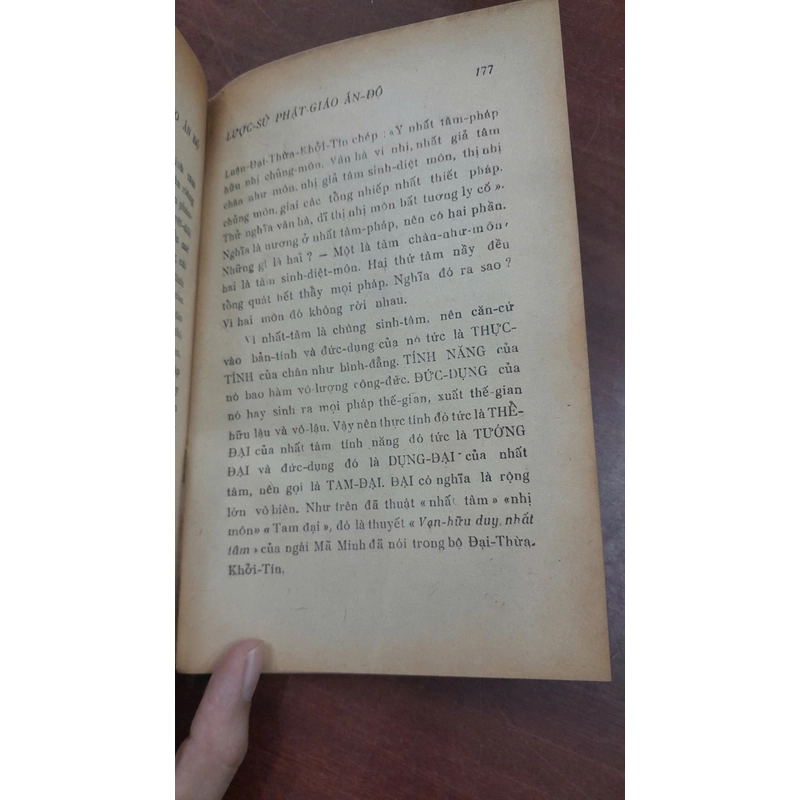 LƯỢC-SỬ PHẬT-GIÁO ẤN-ĐỘ
177
Luận-Đại-Thừa-Khởi-Tín chép : «Y nhất tâm-pháp
hữu nhị chủng-môn. Vân hà vi nhị, nhất giả tâm
chân như môn, nhị giả tâm sinh-diệt môn, thị nhị
chủng môn, giai các tổng nhiếp nhất thiết pháp.
Thử nghĩa vân hà, dĩ thị nhị môn bất tương ly cố ».
Nghĩa là nương ở nhất tâm-pháp, nên có hai phần.
Những gì là hai ? — Một là tâm chân-như-môn
hai là tâm sinh-diệt-môn. Hai thứ tâm nầy đều
tổng quát hết thầy mọi pháp. Nghĩa đó ra sao ?
Vì hai môn đó không rời nhau.
Vì nhất-tâm là chúng sinh-tâm, nên căn-cứ
vào bản-tính và đức-dụng của nó tức là THỰC-
TÍNH của chân như bình-đẳng. TÍNH NĂNG của
nó bao hàm vô-lượng công-đức. ĐỨC-DỤNG của
nó hay sinh ra mọi pháp thế-gian, xuất thế-gian
hữu lậu và vô-lậu. Vậy nên thực tính đó tức là THỂ-
ĐẠI của nhất tâm tính năng đó tức là TƯỚNG
ĐẠI và đức-dụng đó là DỤNG-ĐẠI của nhất
tâm, nên gọi là TAM-ĐẠI. ĐẠI có nghĩa là rộng
lớn vô biên. Như trên đã thuật « nhất tâm » «nhị
môn» « Tam đại », đó là thuyết « Vạn-hữu duy, nhất
tâm » của ngài Mã Minh đã nói trong bộ Đại-Thừa.
Khởi-Tín.